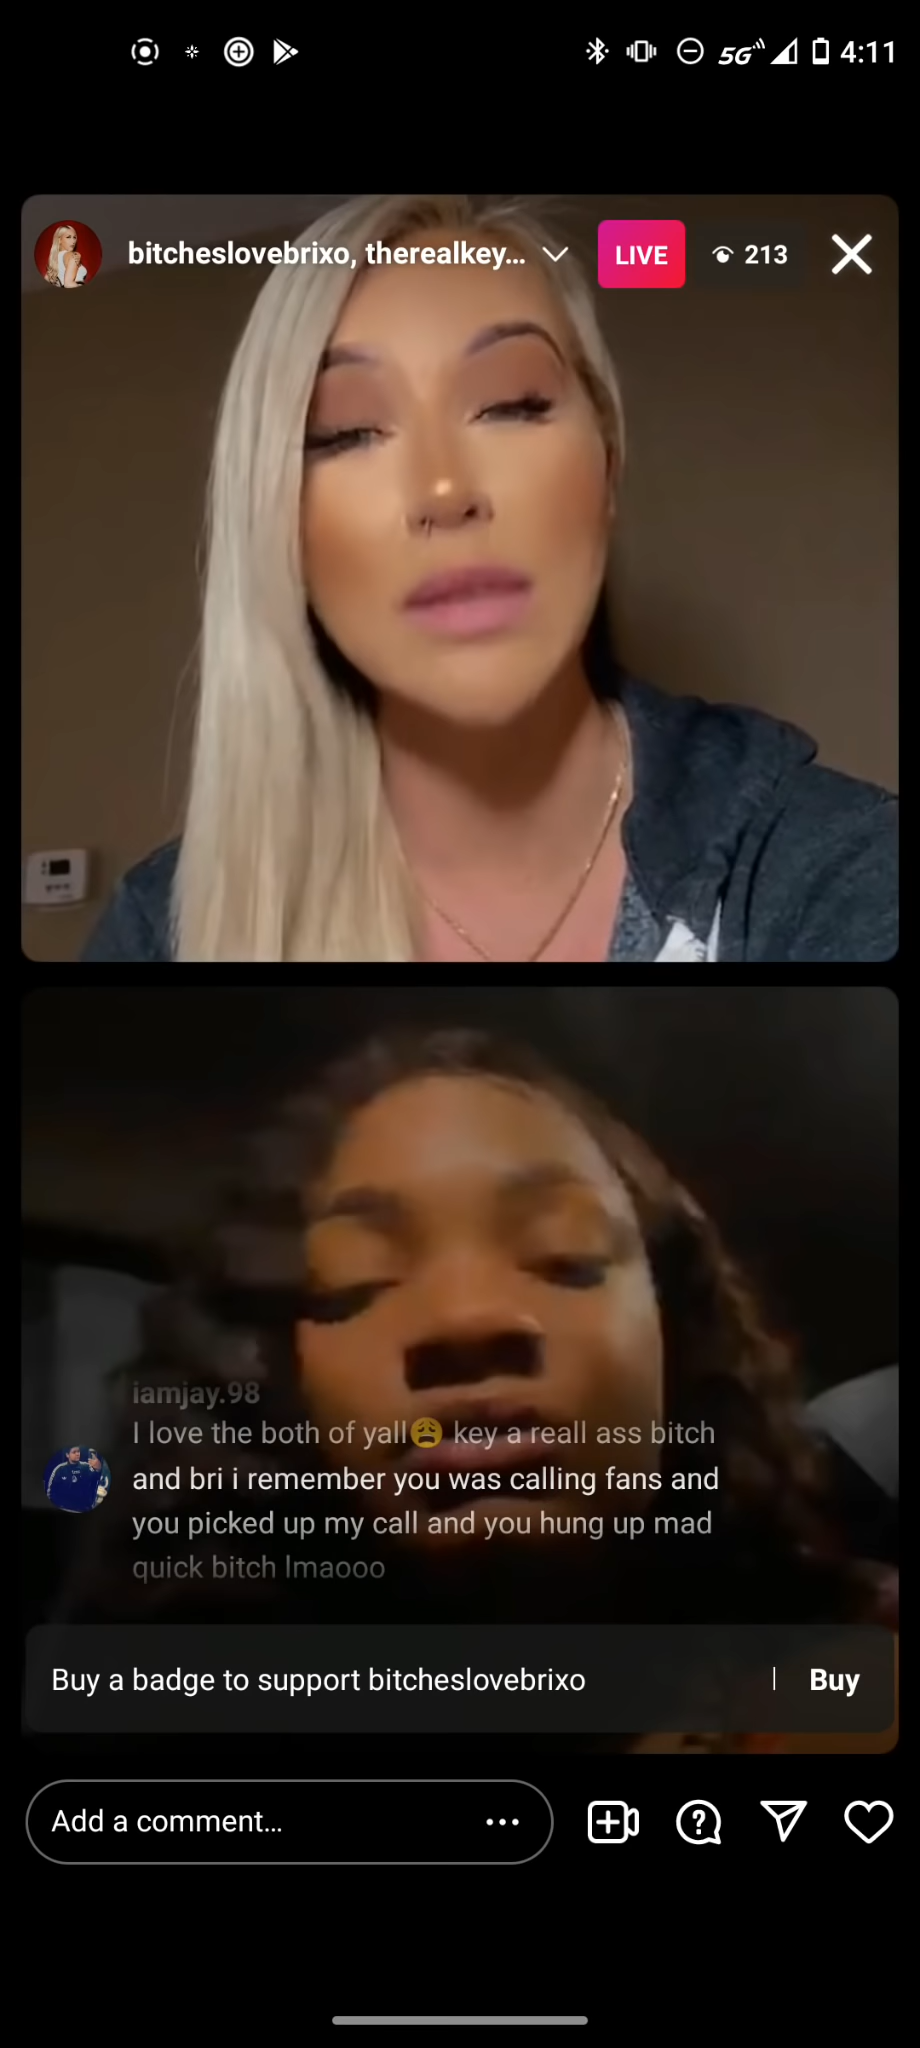 5G 4:11
bitcheslovebrixo, therealkey... LIVE 213
iamjay.98
I love the both of yall😩 key a reall ass bitch
and bri i remember you was calling fans and
you picked up my call and you hung up mad
quick bitch lmaooo
Buy a badge to support bitcheslovebrixo | Buy
Add a comment...